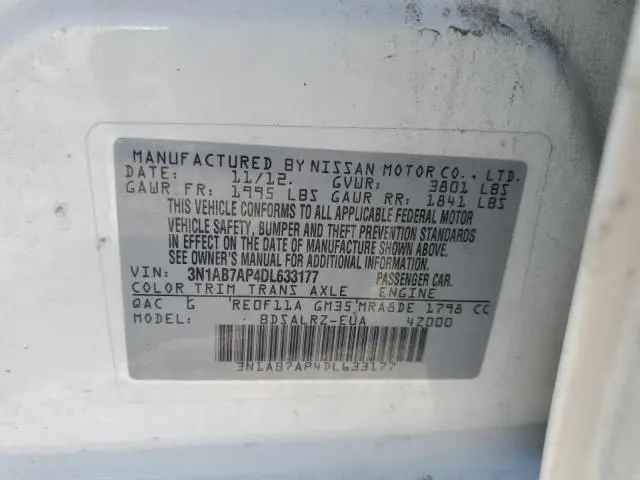 MANUFACTURED BY NISSAN MOTOR CO., LTD.
DATE: 11/12. GVWR: 3801 LBS
GAWR FR: 1995 LBS GAWR RR: 1841 LBS
THIS VEHICLE CONFORMS TO ALL APPLICABLE FEDERAL MOTOR
VEHICLE SAFETY, BUMPER AND THEFT PREVENTION STANDARDS
IN EFFECT ON THE DATE OF MANUFACTURE SHOWN ABOVE.
SEE OWNER'S MANUAL FOR ADDITIONAL INFORMATION.
VIN: 3N1AB7AP4DL633177 PASSENGER CAR.
COLOR TRIM TRANS AXLE ENGINE
QAC G RE0F11A GM35 MRA8DE 1798 CC
MODEL: BDSALRZ-EUA 4Z000
3N1AB7AP4DL633177